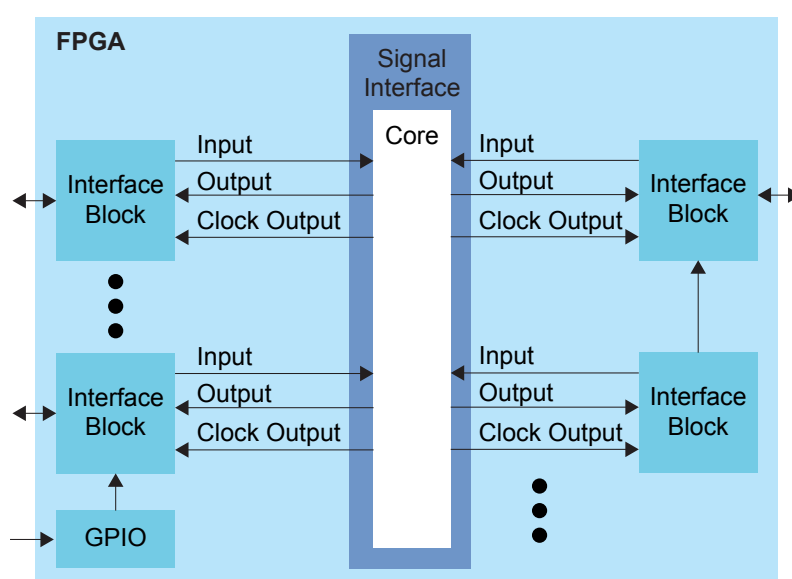 FPGA
Signal
Interface
Core
Input
Output
Clock Output
Interface
Block
Input
Output
Clock Output
Interface
Block
Input
Output
Clock Output
Interface
Block
Input
Output
Clock Output
Interface
Block
GPIO